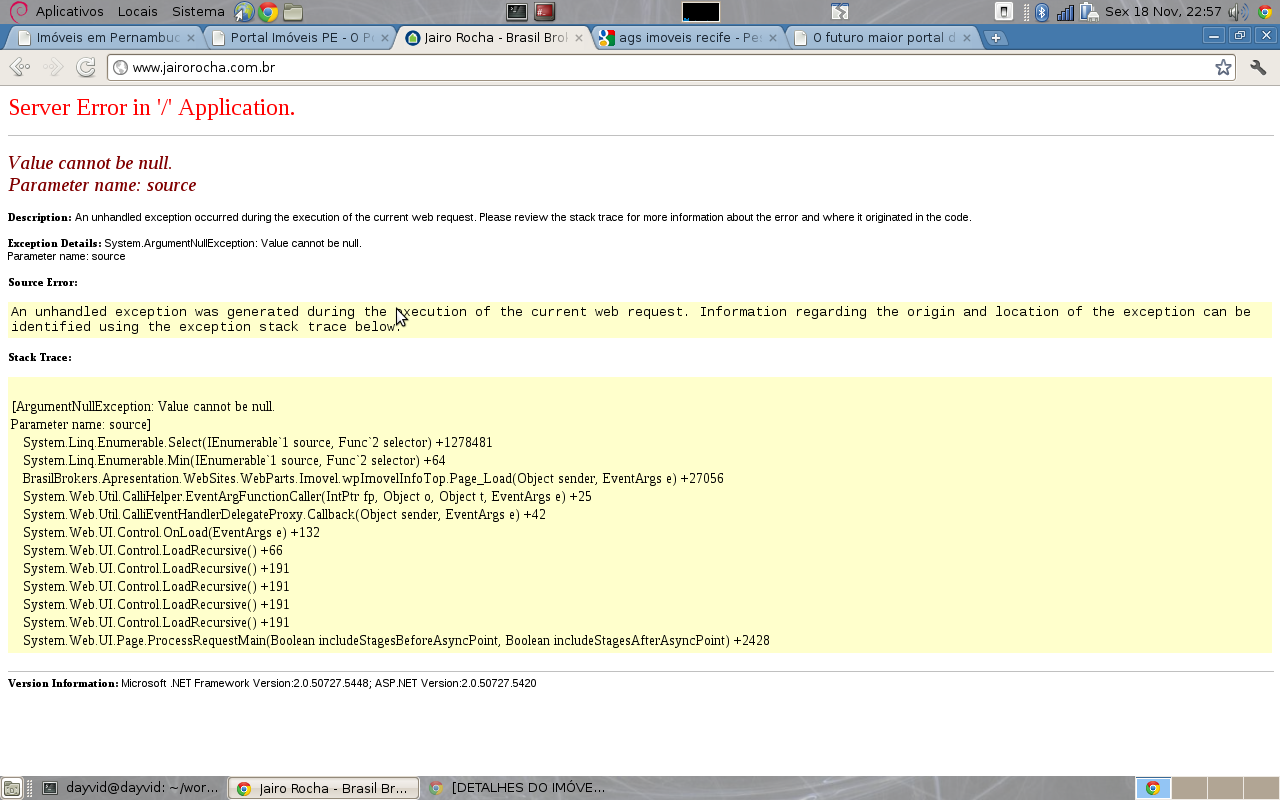 Aplicativos Locais Sistema Sex 18 Nov, 22:57
Imóveis em Pernambuc Portal Imóveis PE - O Po Jairo Rocha - Brasil Brok ags imoveis recife - Pes O futuro maior portal d
www.jairorocha.com.br
Server Error in '/' Application.
Value cannot be null.
Parameter name: source
Description: An unhandled exception occurred during the execution of the current web request. Please review the stack trace for more information about the error and where it originated in the code.
Exception Details: System.ArgumentNullException: Value cannot be null.
Parameter name: source
Source Error:
An unhandled exception was generated during the execution of the current web request. Information regarding the origin and location of the exception can be
identified using the exception stack trace below.
Stack Trace:
[ArgumentNullException: Value cannot be null.
Parameter name: source]
System.Linq.Enumerable.Select(IEnumerable`1 source, Func`2 selector) +1278481
System.Linq.Enumerable.Min(IEnumerable`1 source, Func`2 selector) +64
BrasilBrokers.Apresentation.WebSites.WebParts.Imovel.wpImovelInfoTop.Page_Load(Object sender, EventArgs e) +27056
System.Web.Util.CalliHelper.EventArgFunctionCaller(IntPtr fp, Object o, Object t, EventArgs e) +25
System.Web.Util.CalliEventHandlerDelegateProxy.Callback(Object sender, EventArgs e) +42
System.Web.UI.Control.OnLoad(EventArgs e) +132
System.Web.UI.Control.LoadRecursive() +66
System.Web.UI.Control.LoadRecursive() +191
System.Web.UI.Control.LoadRecursive() +191
System.Web.UI.Control.LoadRecursive() +191
System.Web.UI.Control.LoadRecursive() +191
System.Web.UI.Page.ProcessRequestMain(Boolean includeStagesBeforeAsyncPoint, Boolean includeStagesAfterAsyncPoint) +2428
Version Information: Microsoft .NET Framework Version:2.0.50727.5448; ASP.NET Version:2.0.50727.5420
dayvid@dayvid: ~/wor... Jairo Rocha - Brasil Br... [DETALHES DO IMÓVE...